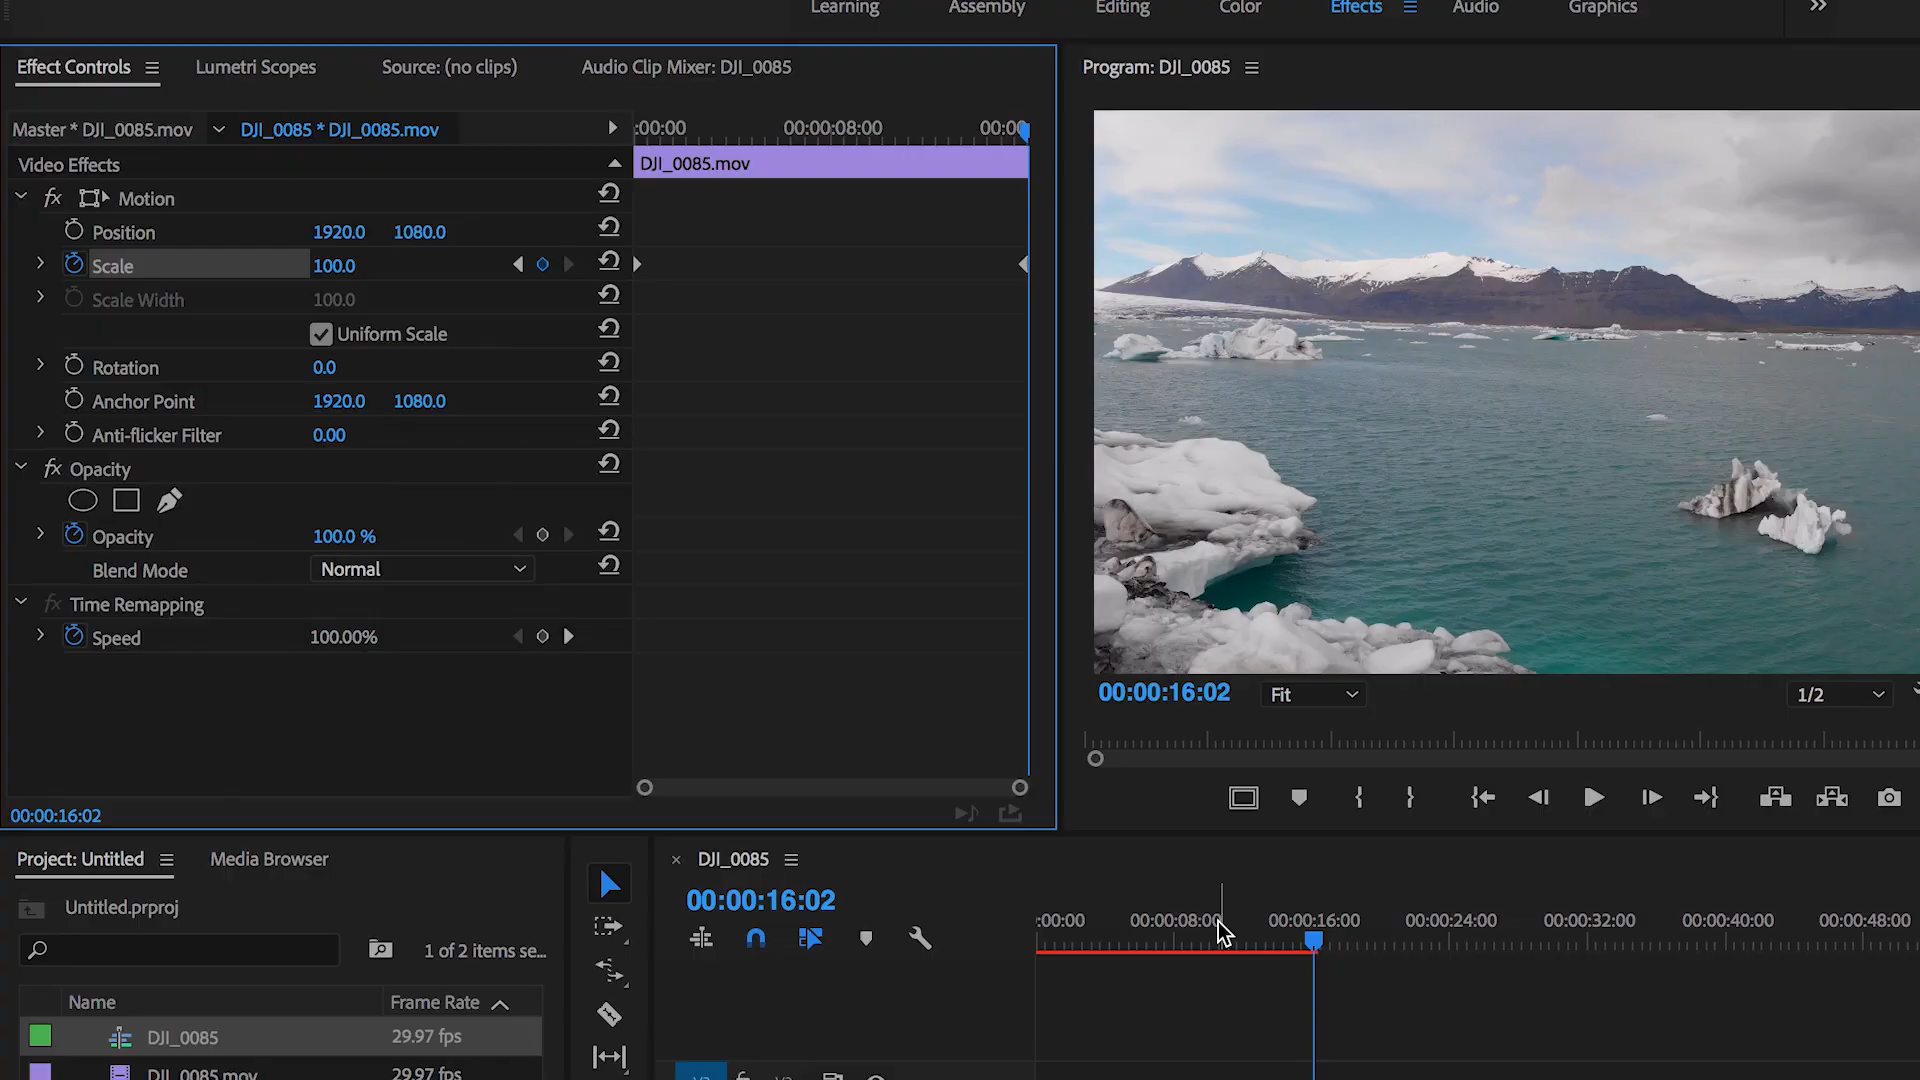 Learning Assembly Editing Color Effects Audio Graphics
Effect Controls Lumetri Scopes Source: (no clips) Audio Clip Mixer: DJI_0085
Program: DJI_0085
Master * DJI_0085.mov DJI_0085 * DJI_0085.mov
:00:00 00:00:08:00 00:00
Video Effects
DJI_0085.mov
fx Motion
Position 1920.0 1080.0
Scale 100.0
Scale Width 100.0
Uniform Scale
Rotation 0.0
Anchor Point 1920.0 1080.0
Anti-flicker Filter 0.00
fx Opacity
Opacity 100.0 %
Blend Mode Normal
fx Time Remapping
Speed 100.00%
00:00:16:02
00:00:16:02 Fit 1/2
Project: Untitled Media Browser
Untitled.prproj
1 of 2 items se...
Name Frame Rate
DJI_0085 29.97 fps
DJI_0085.mov 29.97 fps
× DJI_0085
00:00:16:02
:00:00 00:00:08:00 00:00:16:00 00:00:24:00 00:00:32:00 00:00:40:00 00:00:48:00